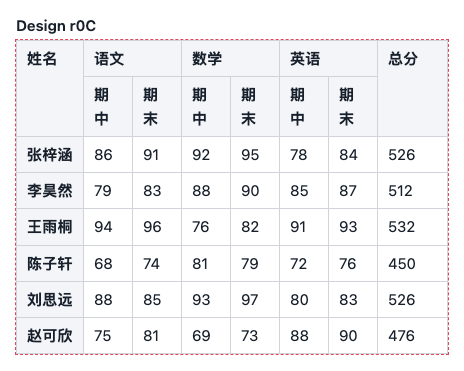 Design r0C
姓名 语文 数学 英语 总分
期中 期末 期中 期末 期中 期末
张梓涵 86 91 92 95 78 84 526
李昊然 79 83 88 90 85 87 512
王雨桐 94 96 76 82 91 93 532
陈子轩 68 74 81 79 72 76 450
刘思远 88 85 93 97 80 83 526
赵可欣 75 81 69 73 88 90 476